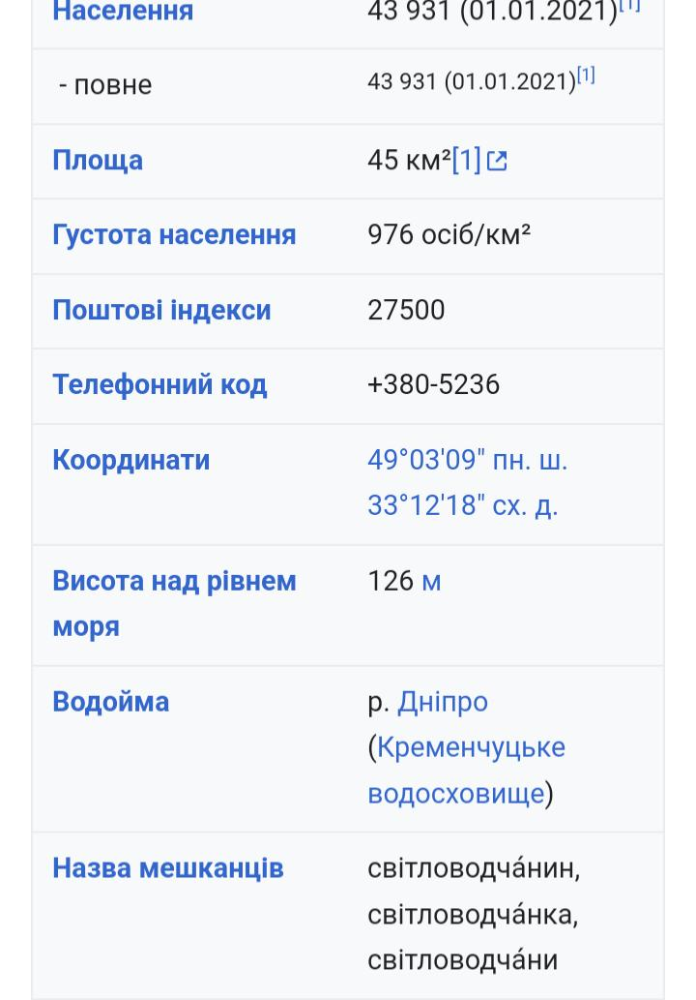 Населення 43 931 (01.01.2021)[1]
- повне 43 931 (01.01.2021)[1]
Площа 45 км²[1]
Густота населення 976 осіб/км²
Поштові індекси 27500
Телефонний код +380-5236
Координати 49°03'09" пн. ш.
33°12'18" сх. д.
Висота над рівнем 126 м
моря
Водойма р. Дніпро
(Кременчуцьке
водосховище)
Назва мешканців світловодча́нин,
світловодча́нка,
світловодча́ни